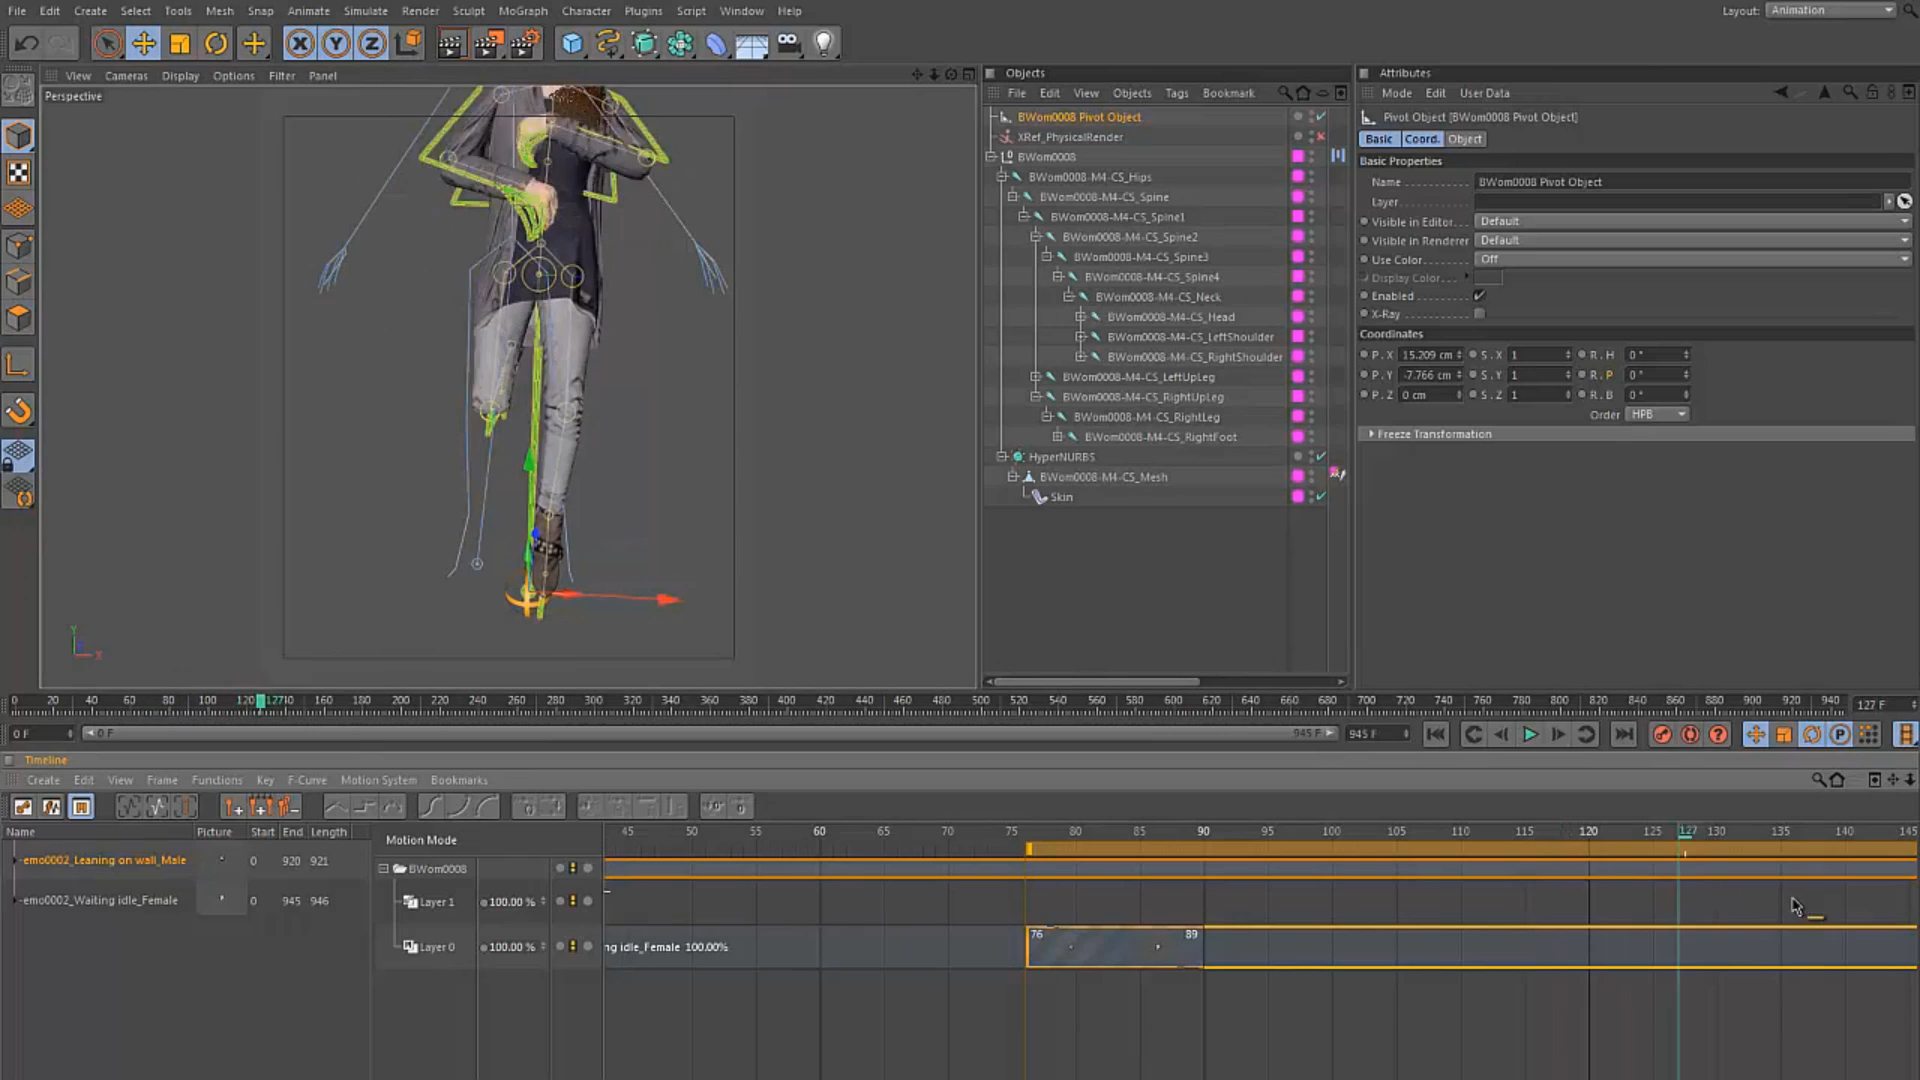 File Edit Create Select Tools Mesh Snap Animate Simulate Render Sculpt MoGraph Character Plugins Script Window Help
Layout: Animation
X Y Z
View Cameras Display Options Filter Panel
Perspective
Y
X
Objects
File Edit View Objects Tags Bookmark
BWom0008 Pivot Object
XRef_PhysicalRender
BWom0008
BWom0008-M4-CS_Hips
BWom0008-M4-CS_Spine
BWom0008-M4-CS_Spine1
BWom0008-M4-CS_Spine2
BWom0008-M4-CS_Spine3
BWom0008-M4-CS_Spine4
BWom0008-M4-CS_Neck
BWom0008-M4-CS_Head
BWom0008-M4-CS_LeftShoulder
BWom0008-M4-CS_RightShoulder
BWom0008-M4-CS_LeftUpLeg
BWom0008-M4-CS_RightUpLeg
BWom0008-M4-CS_RightLeg
BWom0008-M4-CS_RightFoot
HyperNURBS
BWom0008-M4-CS_Mesh
Skin
Attributes
Mode Edit User Data
Pivot Object [BWom0008 Pivot Object]
Basic Coord. Object
Basic Properties
Name BWom0008 Pivot Object
Layer
Visible in Editor Default
Visible in Renderer Default
Use Color Off
Display Color
Enabled
X-Ray
Coordinates
P . X 15.209 cm S . X 1 R . H 0 °
P . Y -7.766 cm S . Y 1 R . P 0 °
P . Z 0 cm S . Z 1 R . B 0 °
Order HPB
Freeze Transformation
0 20 40 60 80 100 120 127 140 160 180 200 220 240 260 280 300 320 340 360 380 400 420 440 460 480 500 520 540 560 580 600 620 640 660 680 700 720 740 760 780 800 820 840 860 880 900 920 940 127 F
0 F 0 F 945 F 945 F
Timeline
Create Edit View Frame Functions Key F-Curve Motion System Bookmarks
Name Picture Start End Length
-emo0002_Leaning on wall_Male 0 920 921
-emo0002_Waiting idle_Female 0 945 946
Motion Mode
45 50 55 60 65 70 75 80 85 90 95 100 105 110 115 120 125 127 130 135 140 145
BWom0008
Layer 1 100.00 %
Layer 0 100.00 %
ng idle_Female 100.00%
76 89